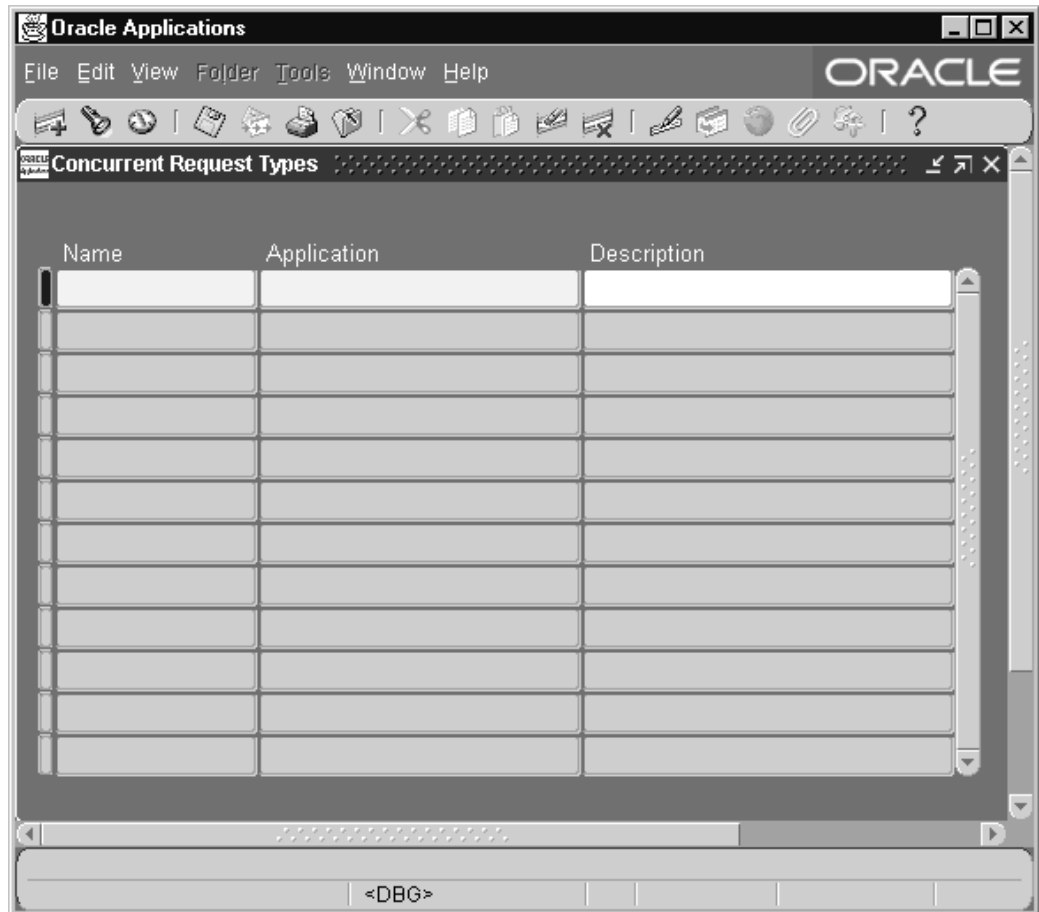 Oracle Applications
File Edit View Folder Tools Window Help
ORACLE
?
Concurrent Request Types
Name Application Description
<DBG>